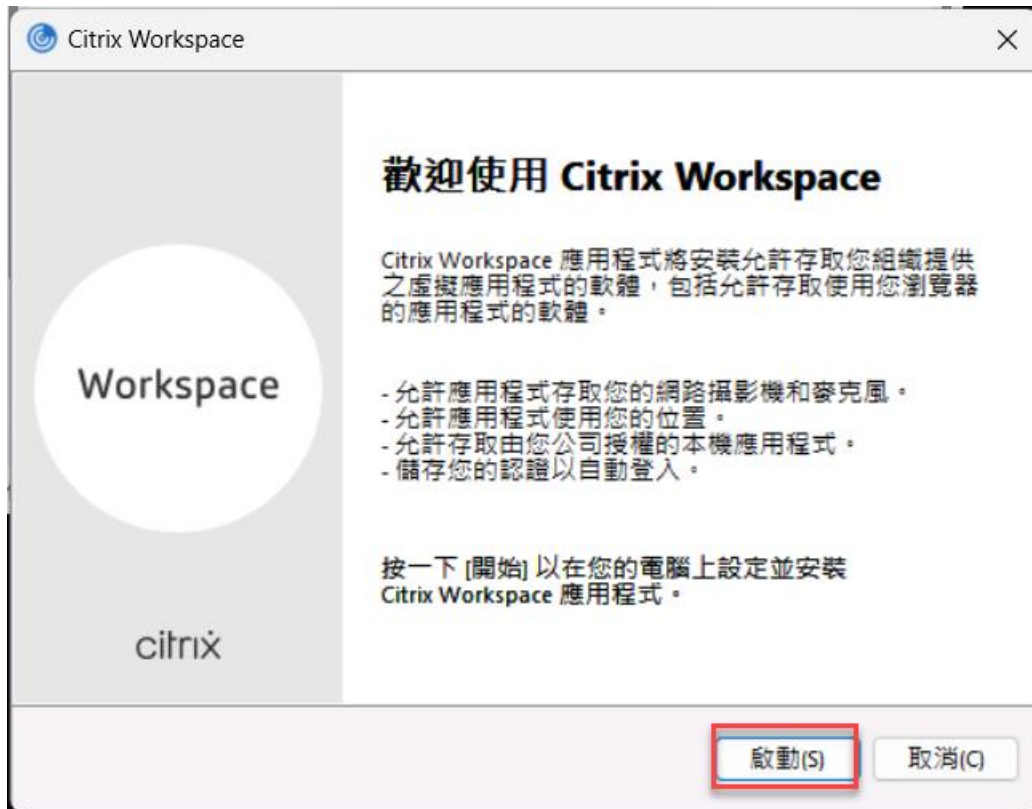 Citrix Workspace
歡迎使用 Citrix Workspace
Citrix Workspace 應用程式將安裝允許存取您組織提供
之虛擬應用程式的軟體，包括允許存取使用您瀏覽器
的應用程式的軟體。
Workspace
- 允許應用程式存取您的網路攝影機和麥克風。
- 允許應用程式使用您的位置。
- 允許存取由您公司授權的本機應用程式。
- 儲存您的認證以自動登入。
按一下 [開始] 以在您的電腦上設定並安裝
Citrix Workspace 應用程式。
citrix
啟動(S)
取消(C)